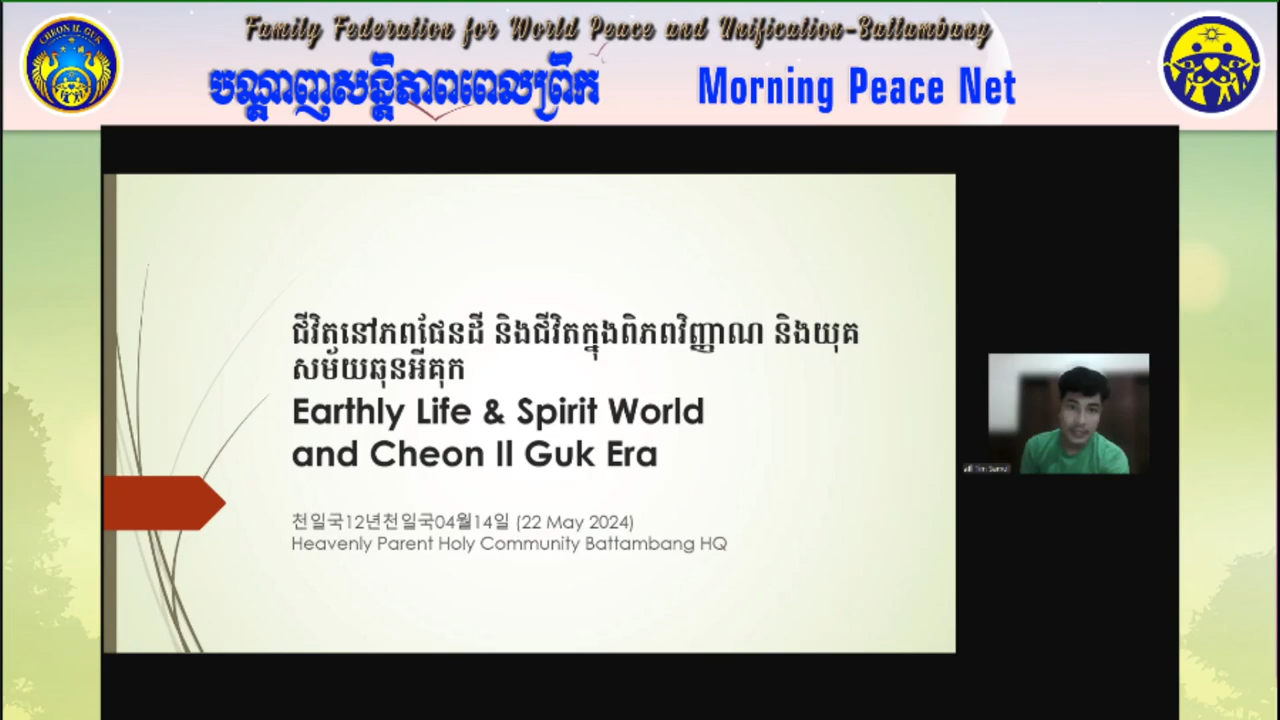 Family Federation for World Peace and Unification-Battambang
CHEON IL GUK
បណ្តាញសន្តិភាពពេលព្រឹក
Morning Peace Net
ជីវិតនៅភពផែនដី និងជីវិតក្នុងពិភពវិញ្ញាណ និងយុគ
សម័យឆុនអីគុក
Earthly Life & Spirit World
and Cheon Il Guk Era
천일국12년천일국04월14일 (22 May 2024)
Heavenly Parent Holy Community Battambang HQ